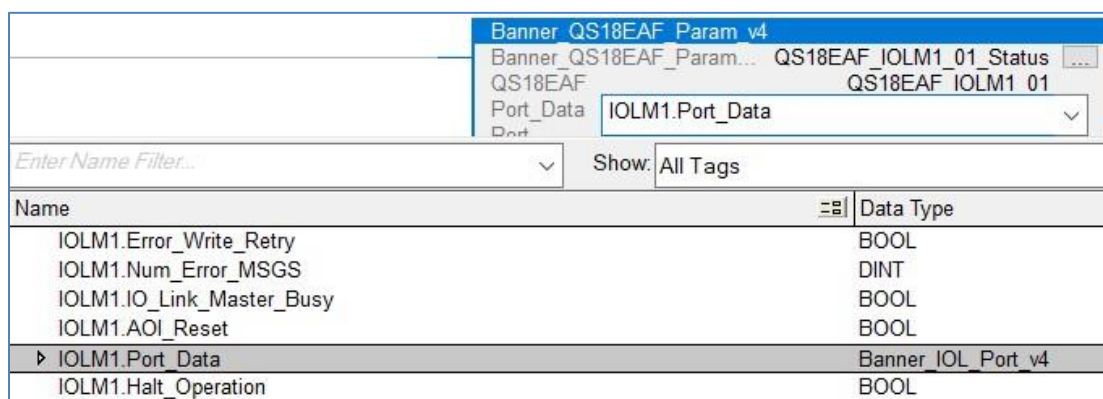 Banner_QS18EAF_Param_v4
Banner_QS18EAF_Param... QS18EAF_IOLM1_01_Status ...
QS18EAF QS18EAF_IOLM1_01
Port_Data IOLM1.Port_Data
Port
Enter Name Filter... Show: All Tags
Name Data Type
IOLM1.Error_Write_Retry BOOL
IOLM1.Num_Error_MSGS DINT
IOLM1.IO_Link_Master_Busy BOOL
IOLM1.AOI_Reset BOOL
IOLM1.Port_Data Banner_IOL_Port_v4
IOLM1.Halt_Operation BOOL